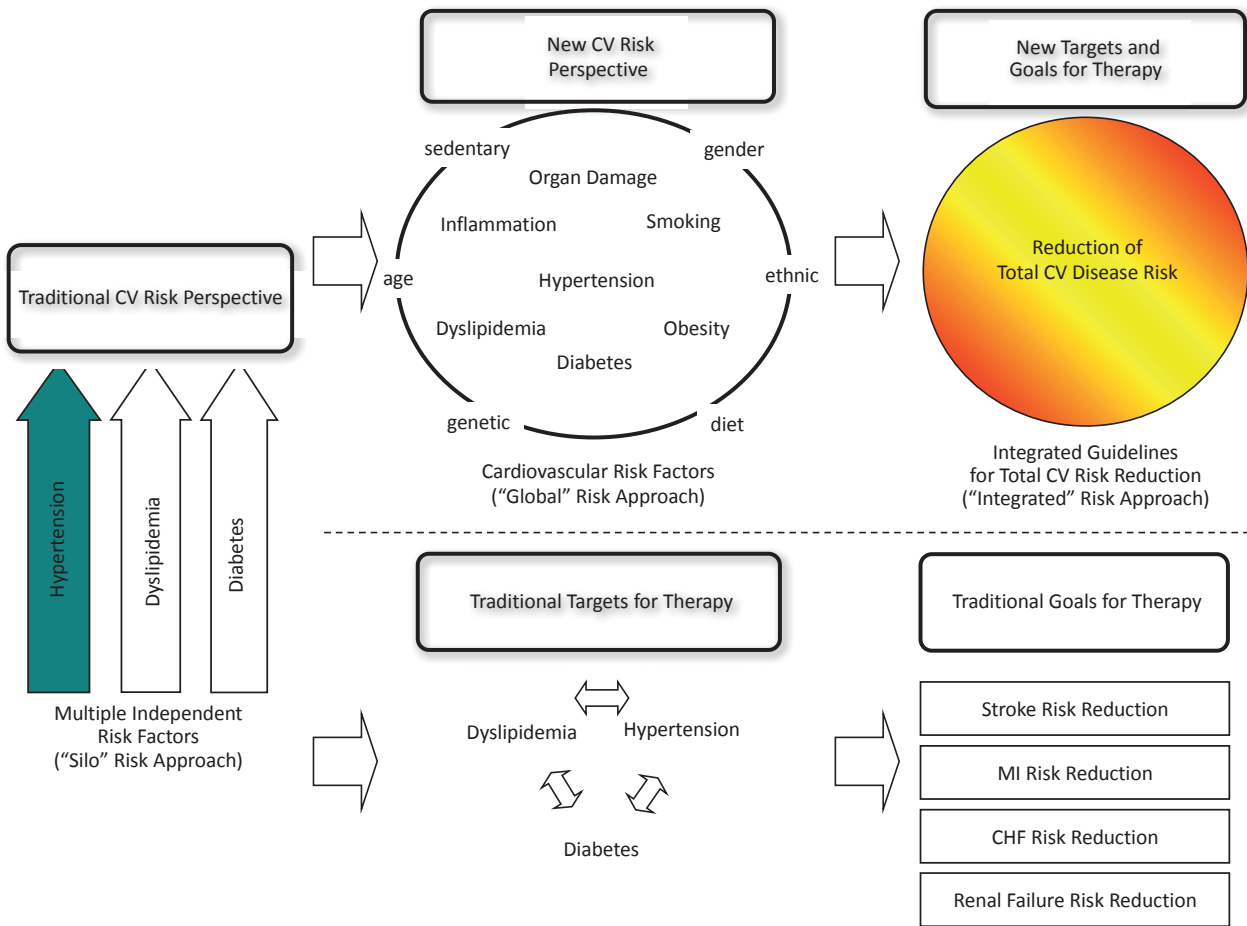 Traditional CV Risk Perspective
Hypertension
Dyslipidemia
Diabetes
Multiple Independent
Risk Factors
(“Silo” Risk Approach)
New CV Risk
Perspective
sedentary
gender
Organ Damage
Inflammation
Smoking
age
Hypertension
ethnic
Dyslipidemia
Obesity
Diabetes
genetic
diet
Cardiovascular Risk Factors
(“Global” Risk Approach)
New Targets and
Goals for Therapy
Reduction of
Total CV Disease Risk
Integrated Guidelines
for Total CV Risk Reduction
(“Integrated” Risk Approach)
Traditional Targets for Therapy
Dyslipidemia
Hypertension
Diabetes
Traditional Goals for Therapy
Stroke Risk Reduction
MI Risk Reduction
CHF Risk Reduction
Renal Failure Risk Reduction